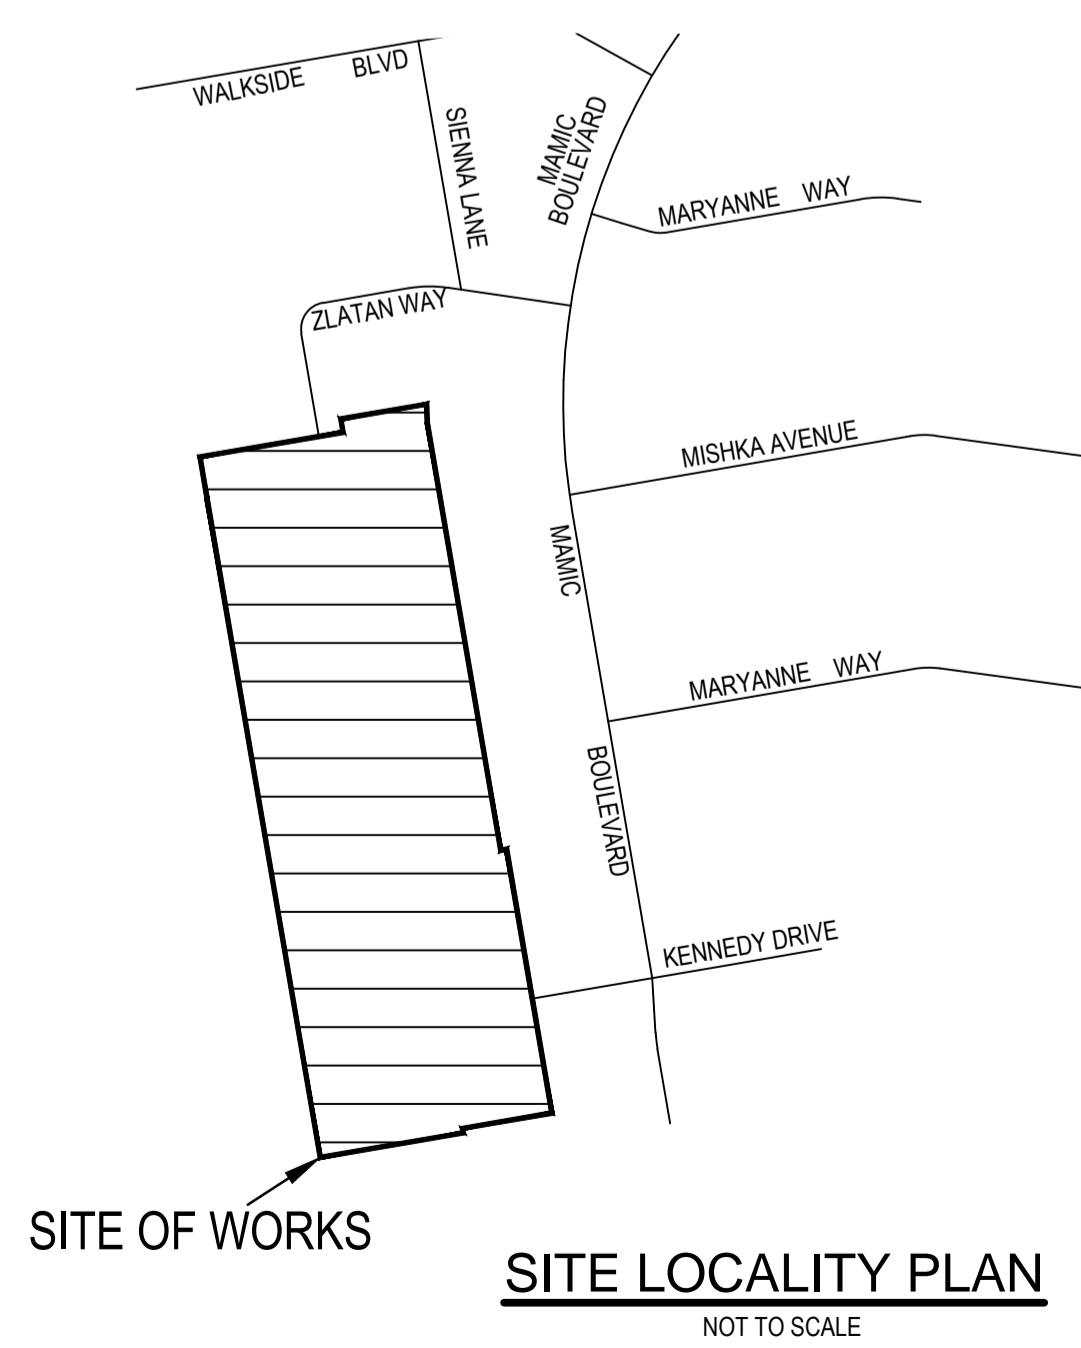 WALKSIDE BLVD
SIENNA LANE
MAMIC
BOULEVARD
MARYANNE WAY
ZLATAN WAY
MISHKA AVENUE
MAMIC
MARYANNE WAY
BOULEVARD
KENNEDY DRIVE
SITE OF WORKS
SITE LOCALITY PLAN
NOT TO SCALE